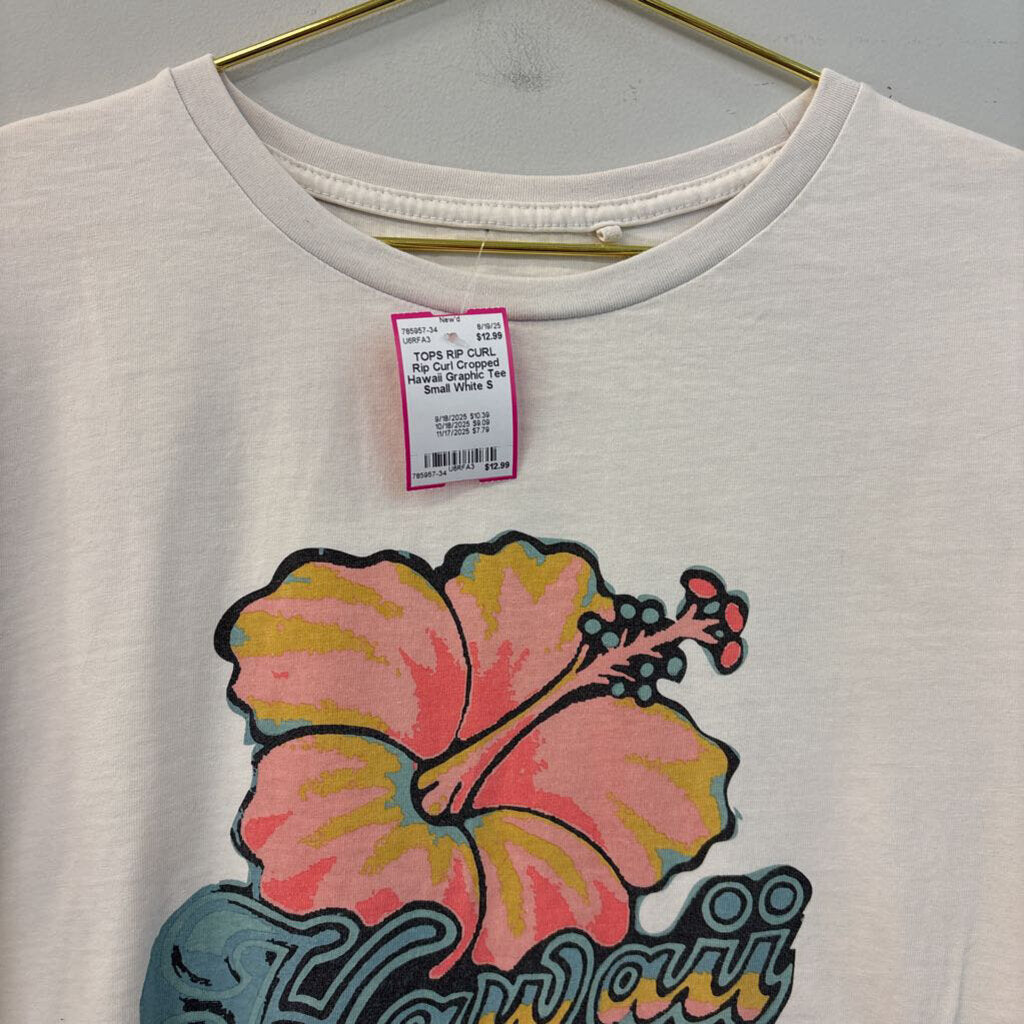 New'd
785957-34 8/19/25
U6RFA3 $12.99
TOPS RIP CURL
Rip Curl Cropped
Hawaii Graphic Tee
Small White S
9/18/2025 $10.39
10/18/2025 $9.09
11/17/2025 $7.79
785957-34 U6RFA3 $12.99
Hawaii